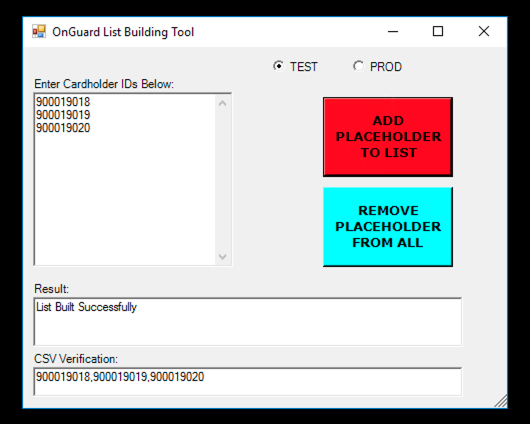 OnGuard List Building Tool
TEST
PROD
Enter Cardholder IDs Below:
900019018
900019019
900019020
ADD
PLACEHOLDER
TO LIST
REMOVE
PLACEHOLDER
FROM ALL
Result:
List Built Successfully
CSV Verification:
900019018,900019019,900019020